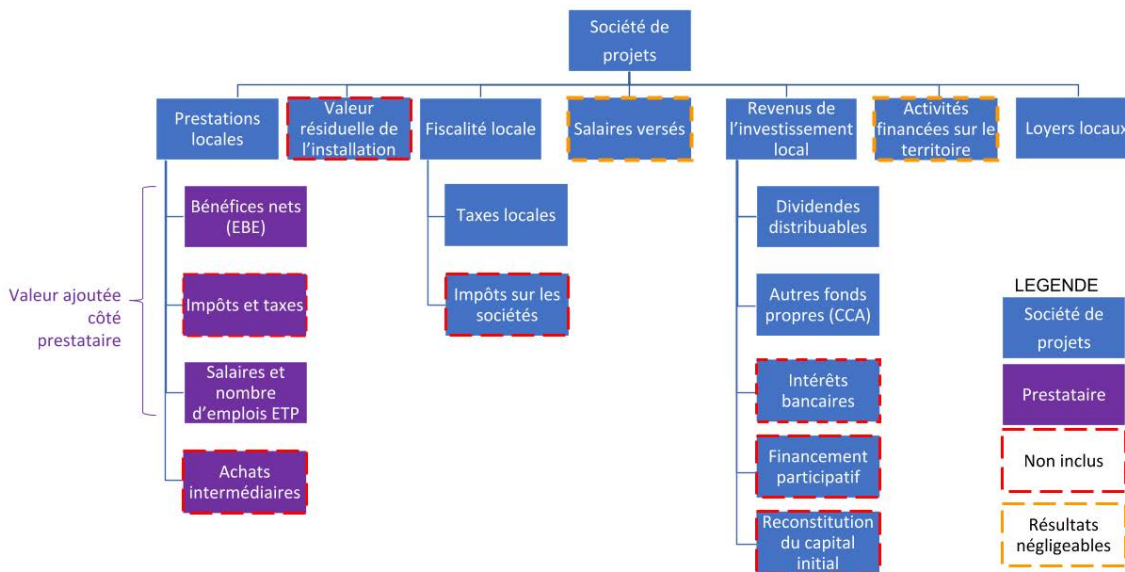 Société de
projets
Prestations
locales
Valeur
résiduelle de
l'installation
Fiscalité locale
Salaires versés
Revenus de
l'investissement
local
Activités
financées sur le
territoire
Loyers locaux
Bénéfices nets
(EBE)
Impôts et taxes
Salaires et
nombre
d'emplois ETP
Achats
intermédiaires
Valeur ajoutée
côté
prestataire
Taxes locales
Impôts sur les
sociétés
Dividendes
distribuables
Autres fonds
propres (CCA)
Intérêts
bancaires
Financement
participatif
Reconstitution
du capital
initial
LEGENDE
Société de
projets
Prestataire
Non inclus
Résultats
négligeables